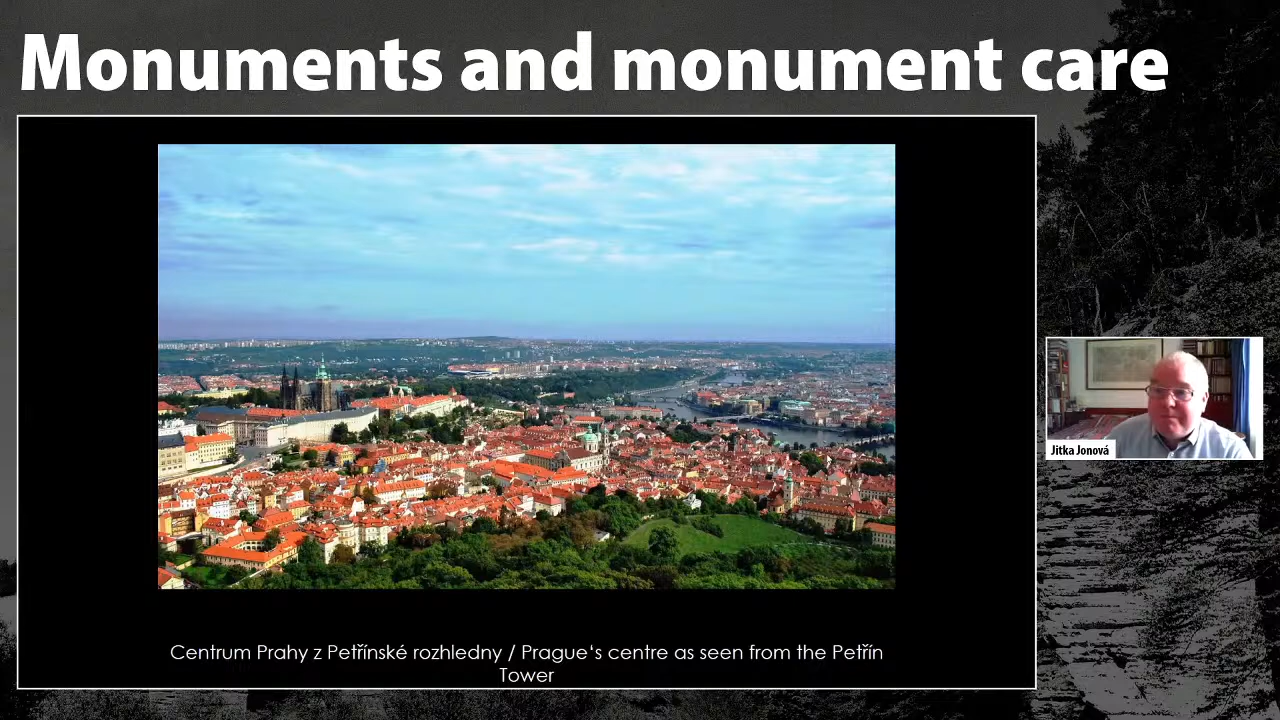 Monuments and monument care
Jitka Jonová
Centrum Prahy z Petřínské rozhledny / Prague‘s centre as seen from the Petřín
Tower